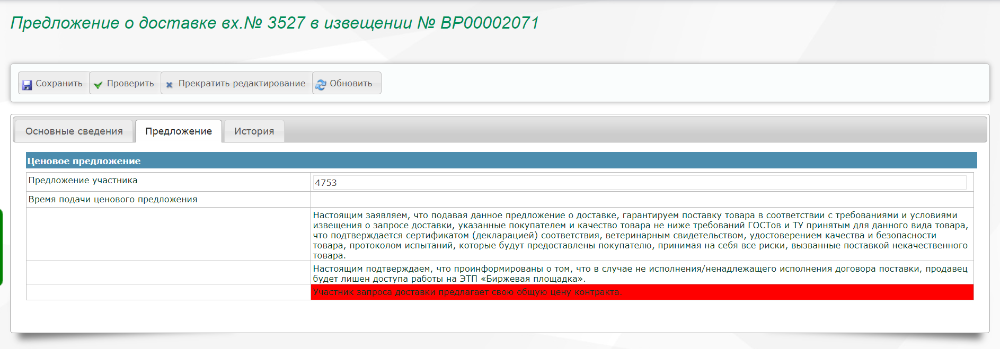 Предложение о доставке вх.№ 3527 в извещении № ВР00002071
Сохранить Проверить Прекратить редактирование Обновить
Основные сведения Предложение История
Ценовое предложение
Предложение участника 4753
Время подачи ценового предложения
Настоящим заявляем, что подавая данное предложение о доставке, гарантируем поставку товара в соответствии с требованиями и условиями
извещения о запросе доставки, указанные покупателем и качество товара не ниже требований ГОСТов и ТУ принятым для данного вида товара,
что подтверждается сертификатом (декларацией) соответствия, ветеринарным свидетельством, удостоверением качества и безопасности
товара, протоколом испытаний, которые будут предоставлены покупателю, принимая на себя все риски, вызванные поставкой некачественного
товара.
Настоящим подтверждаем, что проинформированы о том, что в случае не исполнения/ненадлежащего исполнения договора поставки, продавец
будет лишен доступа работы на ЭТП «Биржевая площадка».
Участник запроса доставки предлагает свою общую цену контракта.